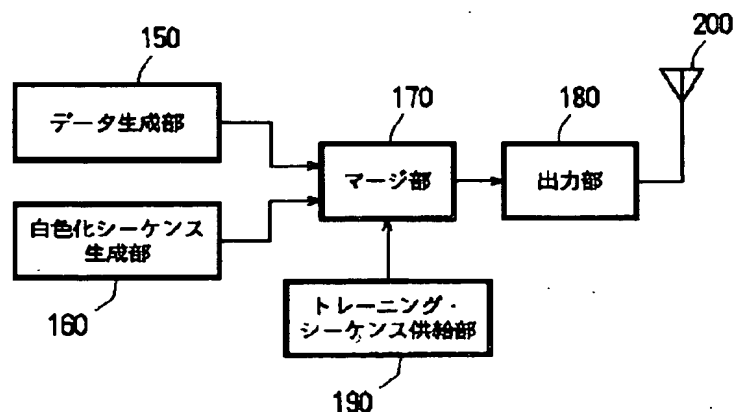 200
150
170
180
データ生成部
マージ部
出力部
白色化シーケンス
生成部
160
トレーニング・
シーケンス供給部
190